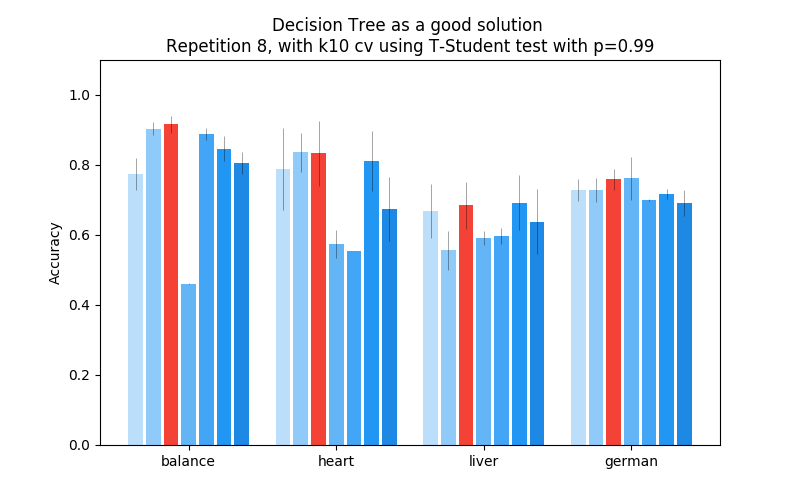 Decision Tree as a good solution
Repetition 8, with k10 cv using T-Student test with p=0.99
1.0
0.8
0.6
0.4
0.2
0.0
Accuracy
balance heart liver german